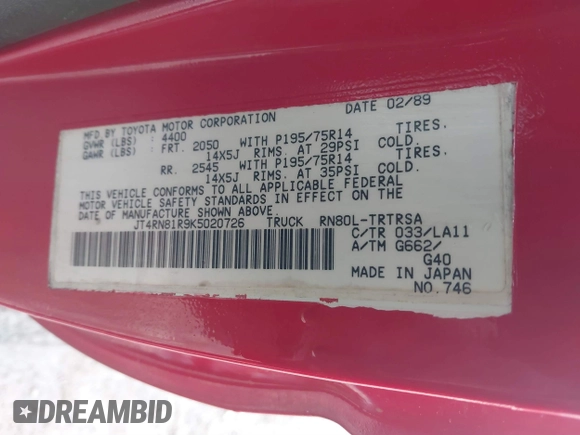 MFD BY TOYOTA MOTOR CORPORATION DATE 02/89
GVWR (LBS) : 4400
GAWR (LBS) : FRT. 2050 WITH P195/75R14 TIRES.
14X5J RIMS. AT 29PSI COLD.
RR. 2545 WITH P195/75R14 TIRES.
14X5J RIMS. AT 35PSI COLD.
THIS VEHICLE CONFORMS TO ALL APPLICABLE FEDERAL
MOTOR VEHICLE SAFETY STANDARDS IN EFFECT ON THE
DATE OF MANUFACTURE SHOWN ABOVE.
JT4RN81R9K5020726 TRUCK RN80L-TRTRSA
C/TR 033/LA11
A/TM G662/
G40
MADE IN JAPAN
NO.746
DREAMBID